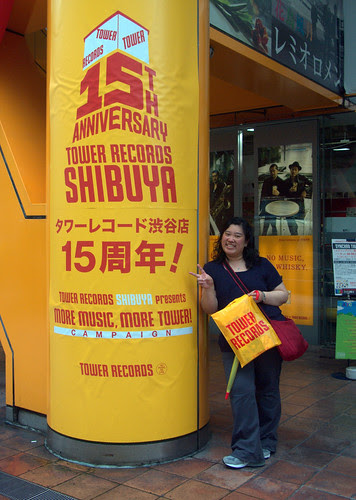 TOWER RECORDS
TOWER
15TH
ANNIVERSARY
TOWER RECORDS
SHIBUYA
タワーレコード渋谷店
15周年!
TOWER RECORDS SHIBUYA presents
MORE MUSIC, MORE TOWER!
CAMPAIGN
TOWER RECORDS
レミオロメン
NO MUSIC,
WHISKY.
TOWER
RECORDS